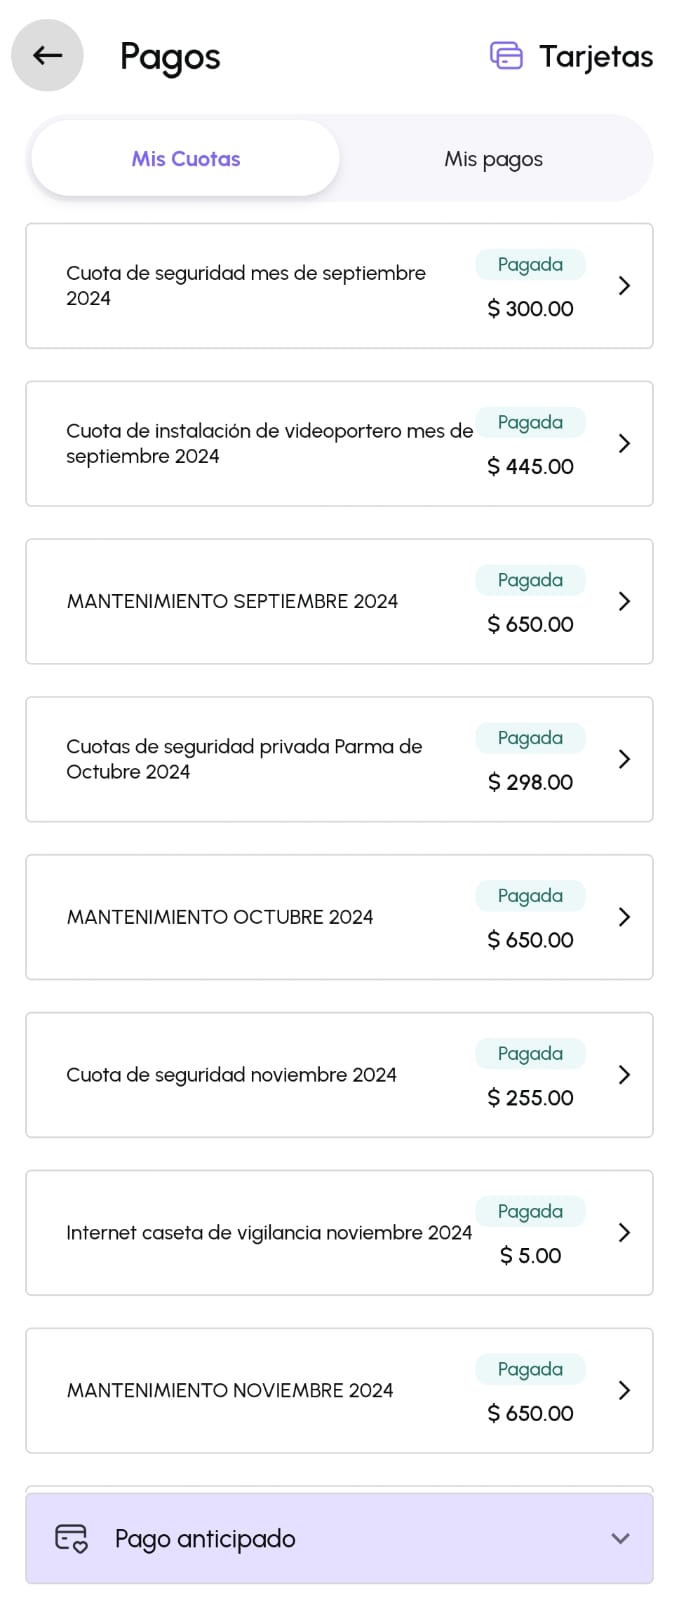 Pagos
Tarjetas
Mis Cuotas
Mis pagos
Cuota de seguridad mes de septiembre
2024
Pagada
$ 300.00
Cuota de instalación de videoportero mes de
septiembre 2024
Pagada
$ 445.00
MANTENIMIENTO SEPTIEMBRE 2024
Pagada
$ 650.00
Cuotas de seguridad privada Parma de
Octubre 2024
Pagada
$ 298.00
MANTENIMIENTO OCTUBRE 2024
Pagada
$ 650.00
Cuota de seguridad noviembre 2024
Pagada
$ 255.00
Internet caseta de vigilancia noviembre 2024
Pagada
$ 5.00
MANTENIMIENTO NOVIEMBRE 2024
Pagada
$ 650.00
Pago anticipado